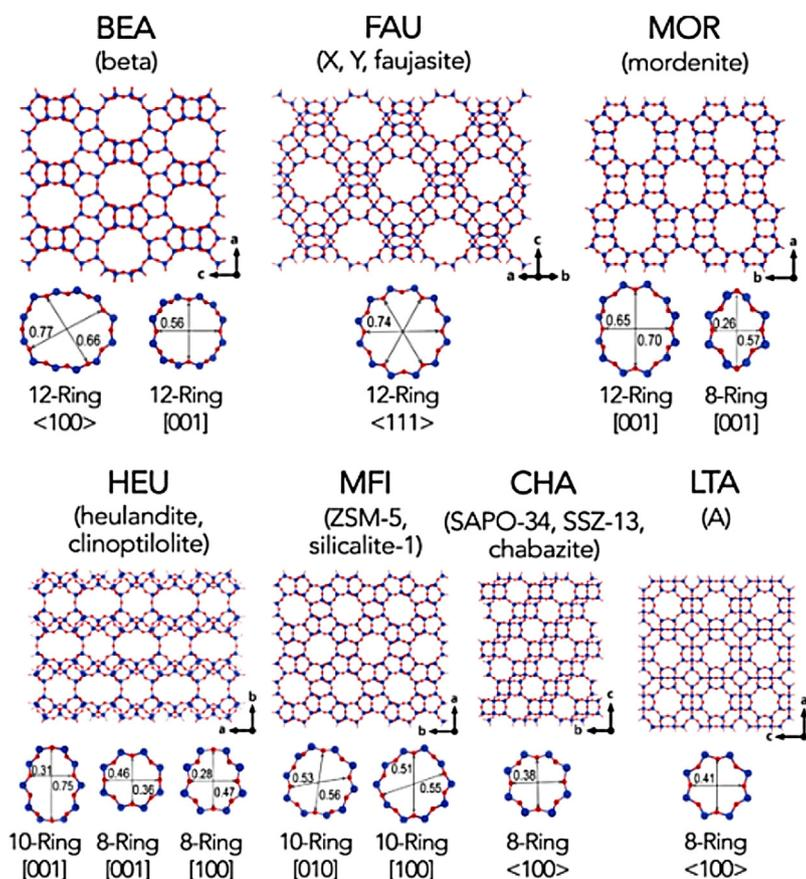 BEA
(beta)
FAU
(X, Y, faujasite)
MOR
(mordenite)
a
c
c
a
b
a
b
0.77
0.66
0.56
0.74
0.65
0.70
0.26
0.57
12-Ring
<100>
12-Ring
[001]
12-Ring
<111>
12-Ring
[001]
8-Ring
[001]
HEU
(heulandite,
clinoptilolite)
MFI
(ZSM-5,
silicalite-1)
CHA
(SAPO-34, SSZ-13,
chabazite)
LTA
(A)
b
a
a
b
c
b
a
c
0.31
0.75
0.46
0.36
0.28
0.47
0.53
0.56
0.51
0.55
0.38
0.41
10-Ring
[001]
8-Ring
[001]
8-Ring
[100]
10-Ring
[010]
10-Ring
[100]
8-Ring
<100>
8-Ring
<100>